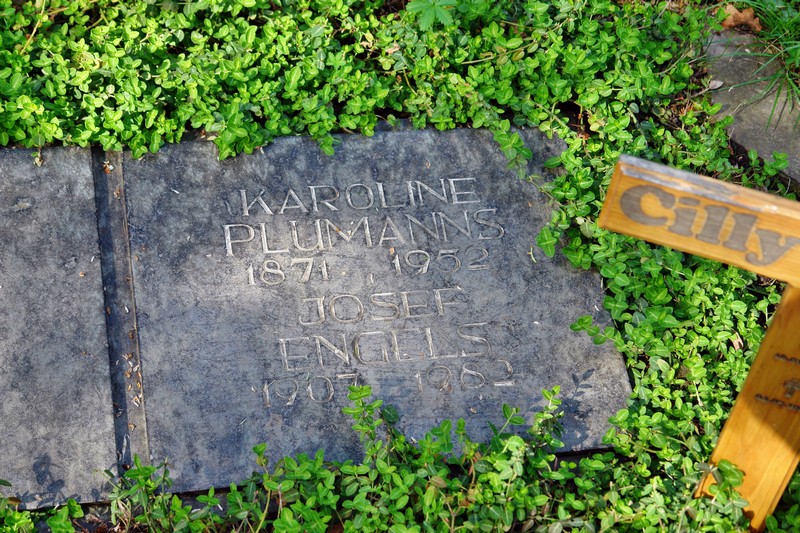 KAROLINE
PLUMANNS
1871 1952
JOSEF
ENGELS
1907 1982
Cilly